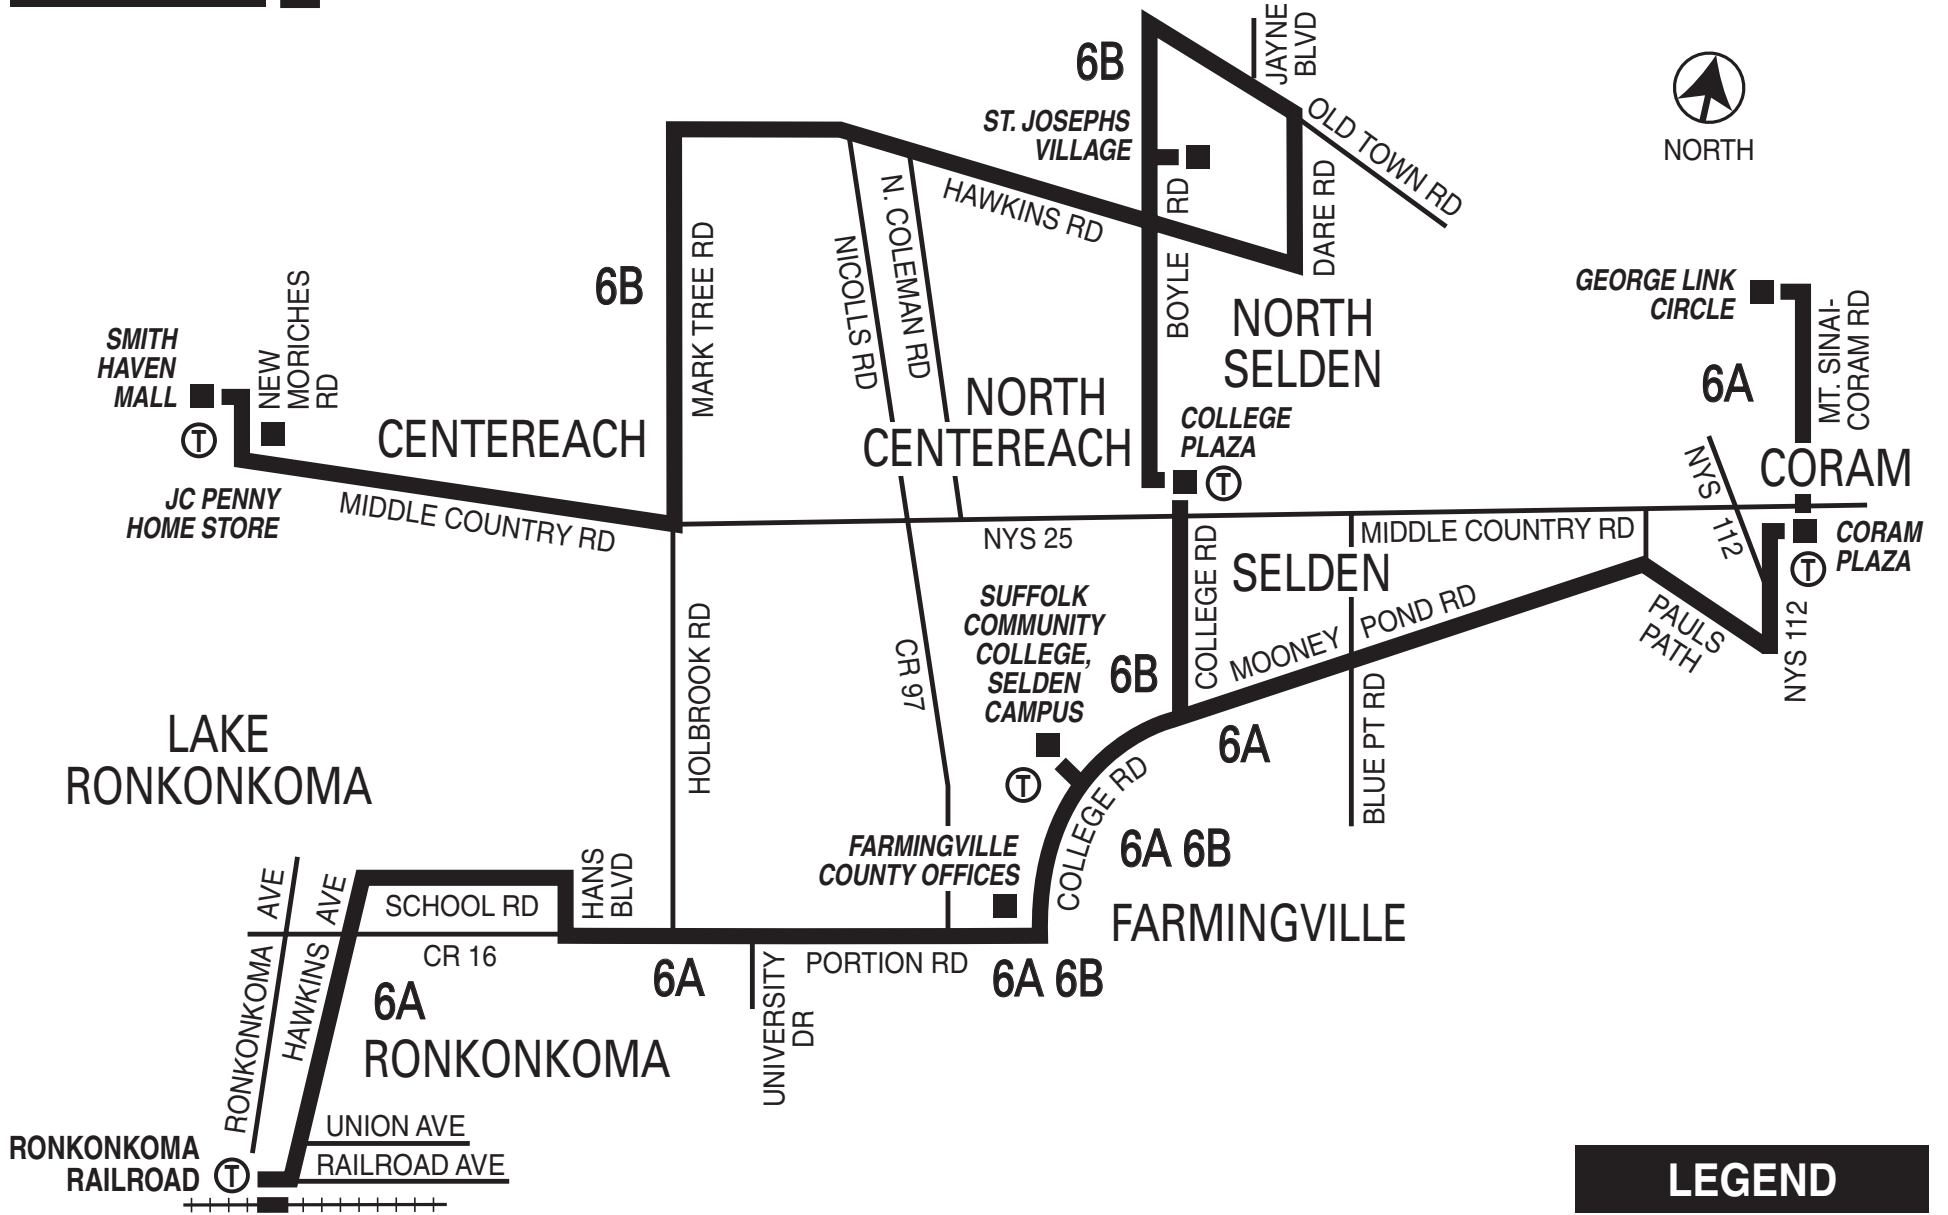 6B
JAYNE
BLVD
ST. JOSEPHS
VILLAGE
OLD TOWN RD
NORTH
N. COLEMAN RD
HAWKINS RD
BOYLE RD
DARE RD
MARK TREE RD
NICOLLS RD
6B
GEORGE LINK
CIRCLE
MT. SINAI-
CORAM RD
6A
SMITH
HAVEN
MALL
T
NEW
MORICHES
RD
NORTH
SELDEN
CENTEREACH
NORTH
CENTEREACH
COLLEGE
PLAZA
T
CORAM
JC PENNY
HOME STORE
MIDDLE COUNTRY RD
NYS 25
MIDDLE COUNTRY RD
NYS 112
CORAM
PLAZA
T
COLLEGE RD
SELDEN
SUFFOLK
COMMUNITY
COLLEGE,
SELDEN
CAMPUS
T
6B
MOONEY POND RD
PAULS
PATH
NYS 112
HOLBROOK RD
CR 97
6A
BLUE PT RD
LAKE
RONKONKOMA
COLLEGE RD
6A 6B
FARMINGVILLE
COUNTY OFFICES
FARMINGVILLE
RONKONKOMA AVE
HAWKINS AVE
SCHOOL RD
HANS
BLVD
CR 16
6A
6A
UNIVERSITY
DR
PORTION RD
6A 6B
RONKONKOMA
UNION AVE
RAILROAD AVE
RONKONKOMA
RAILROAD
T
LEGEND